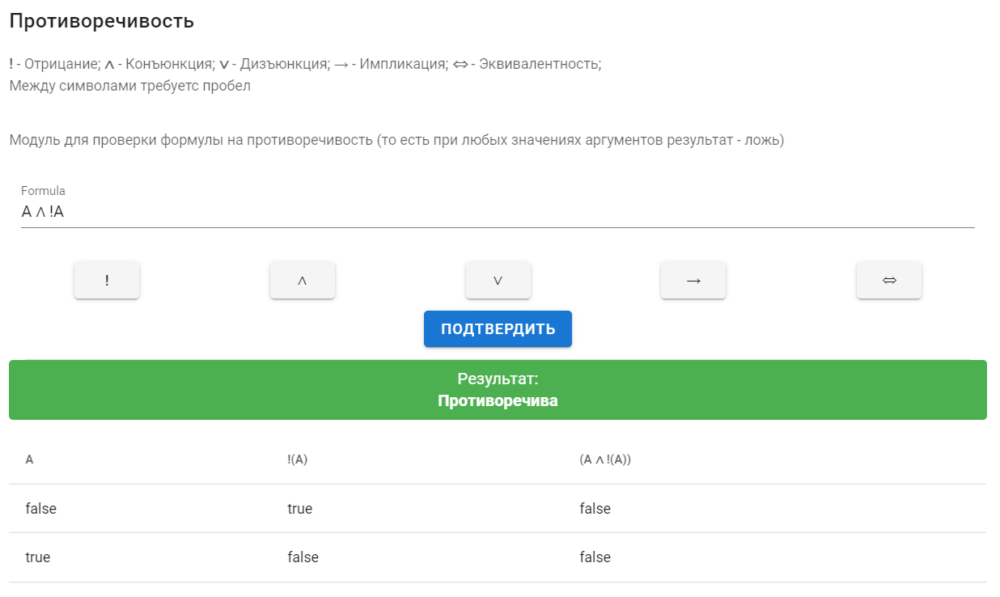 Противоречивость
! - Отрицание; ∧ - Конъюнкция; ∨ - Дизъюнкция; → - Импликация; ⇔ - Эквивалентность;
Между символами требуетс пробел
Модуль для проверки формулы на противоречивость (то есть при любых значениях аргументов результат - ложь)
Formula
A ∧ !A
! ∧ ∨ → ⇔
ПОДТВЕРДИТЬ
Результат:
Противоречива
A !(A) (A ∧ !(A))
false true false
true false false